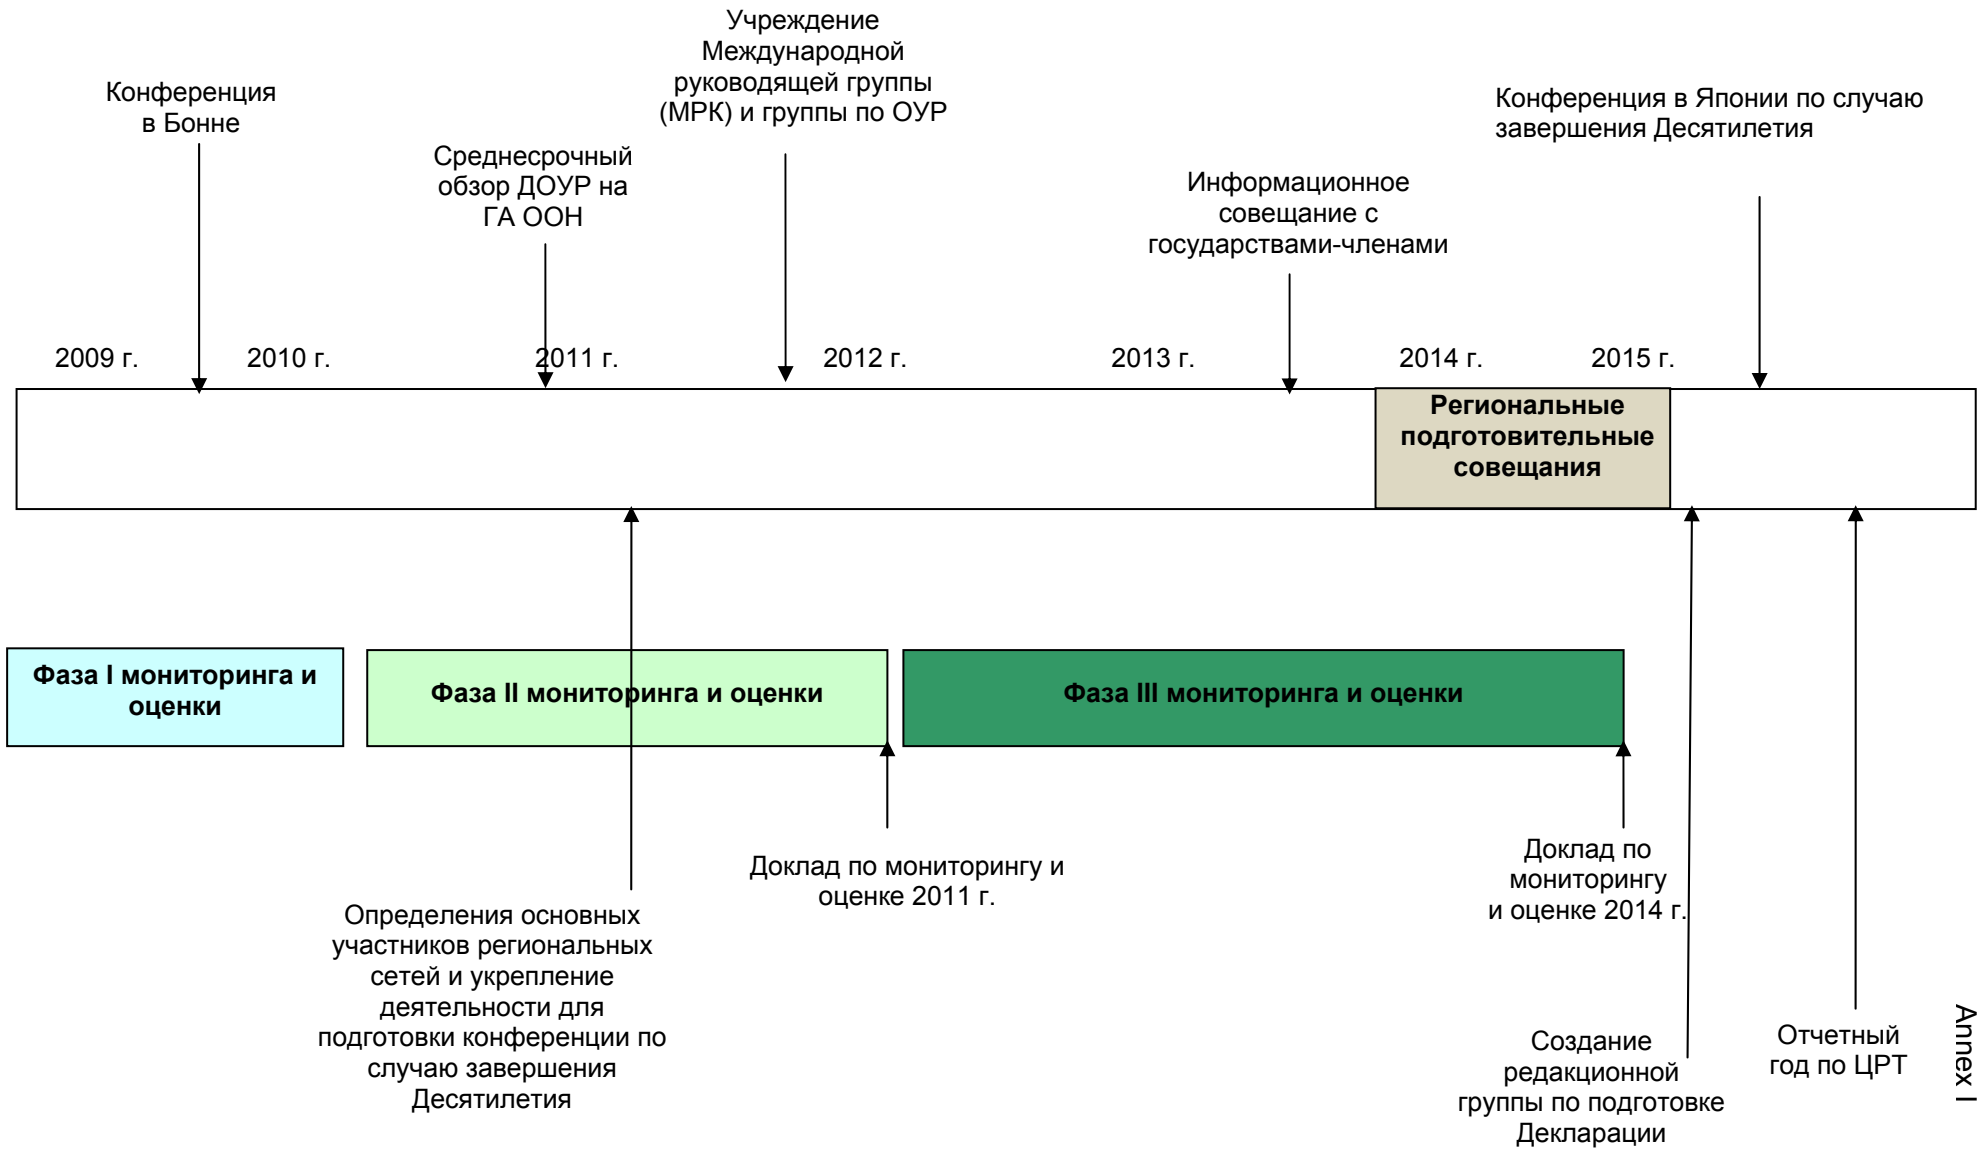 Учреждение
Международной
руководящей группы
(МРК) и группы по ОУР
Конференция
в Бонне
Конференция в Японии по случаю
завершения Десятилетия
Среднесрочный
обзор ДОУР на
ГА ООН
Информационное
совещание с
государствами-членами
2009 г.
2010 г.
2011 г.
2012 г.
2013 г.
2014 г.
2015 г.
Региональные
подготовительные
совещания
Фаза I мониторинга и
оценки
Фаза II мониторинга и оценки
Фаза III мониторинга и оценки
Доклад по мониторингу и
оценке 2011 г.
Доклад по
мониторингу
и оценке 2014 г.
Определения основных
участников региональных
сетей и укрепление
деятельности для
подготовки конференции по
случаю завершения
Десятилетия
Создание
редакционной
группы по подготовке
Декларации
Отчетный
год по ЦРТ
Annex I